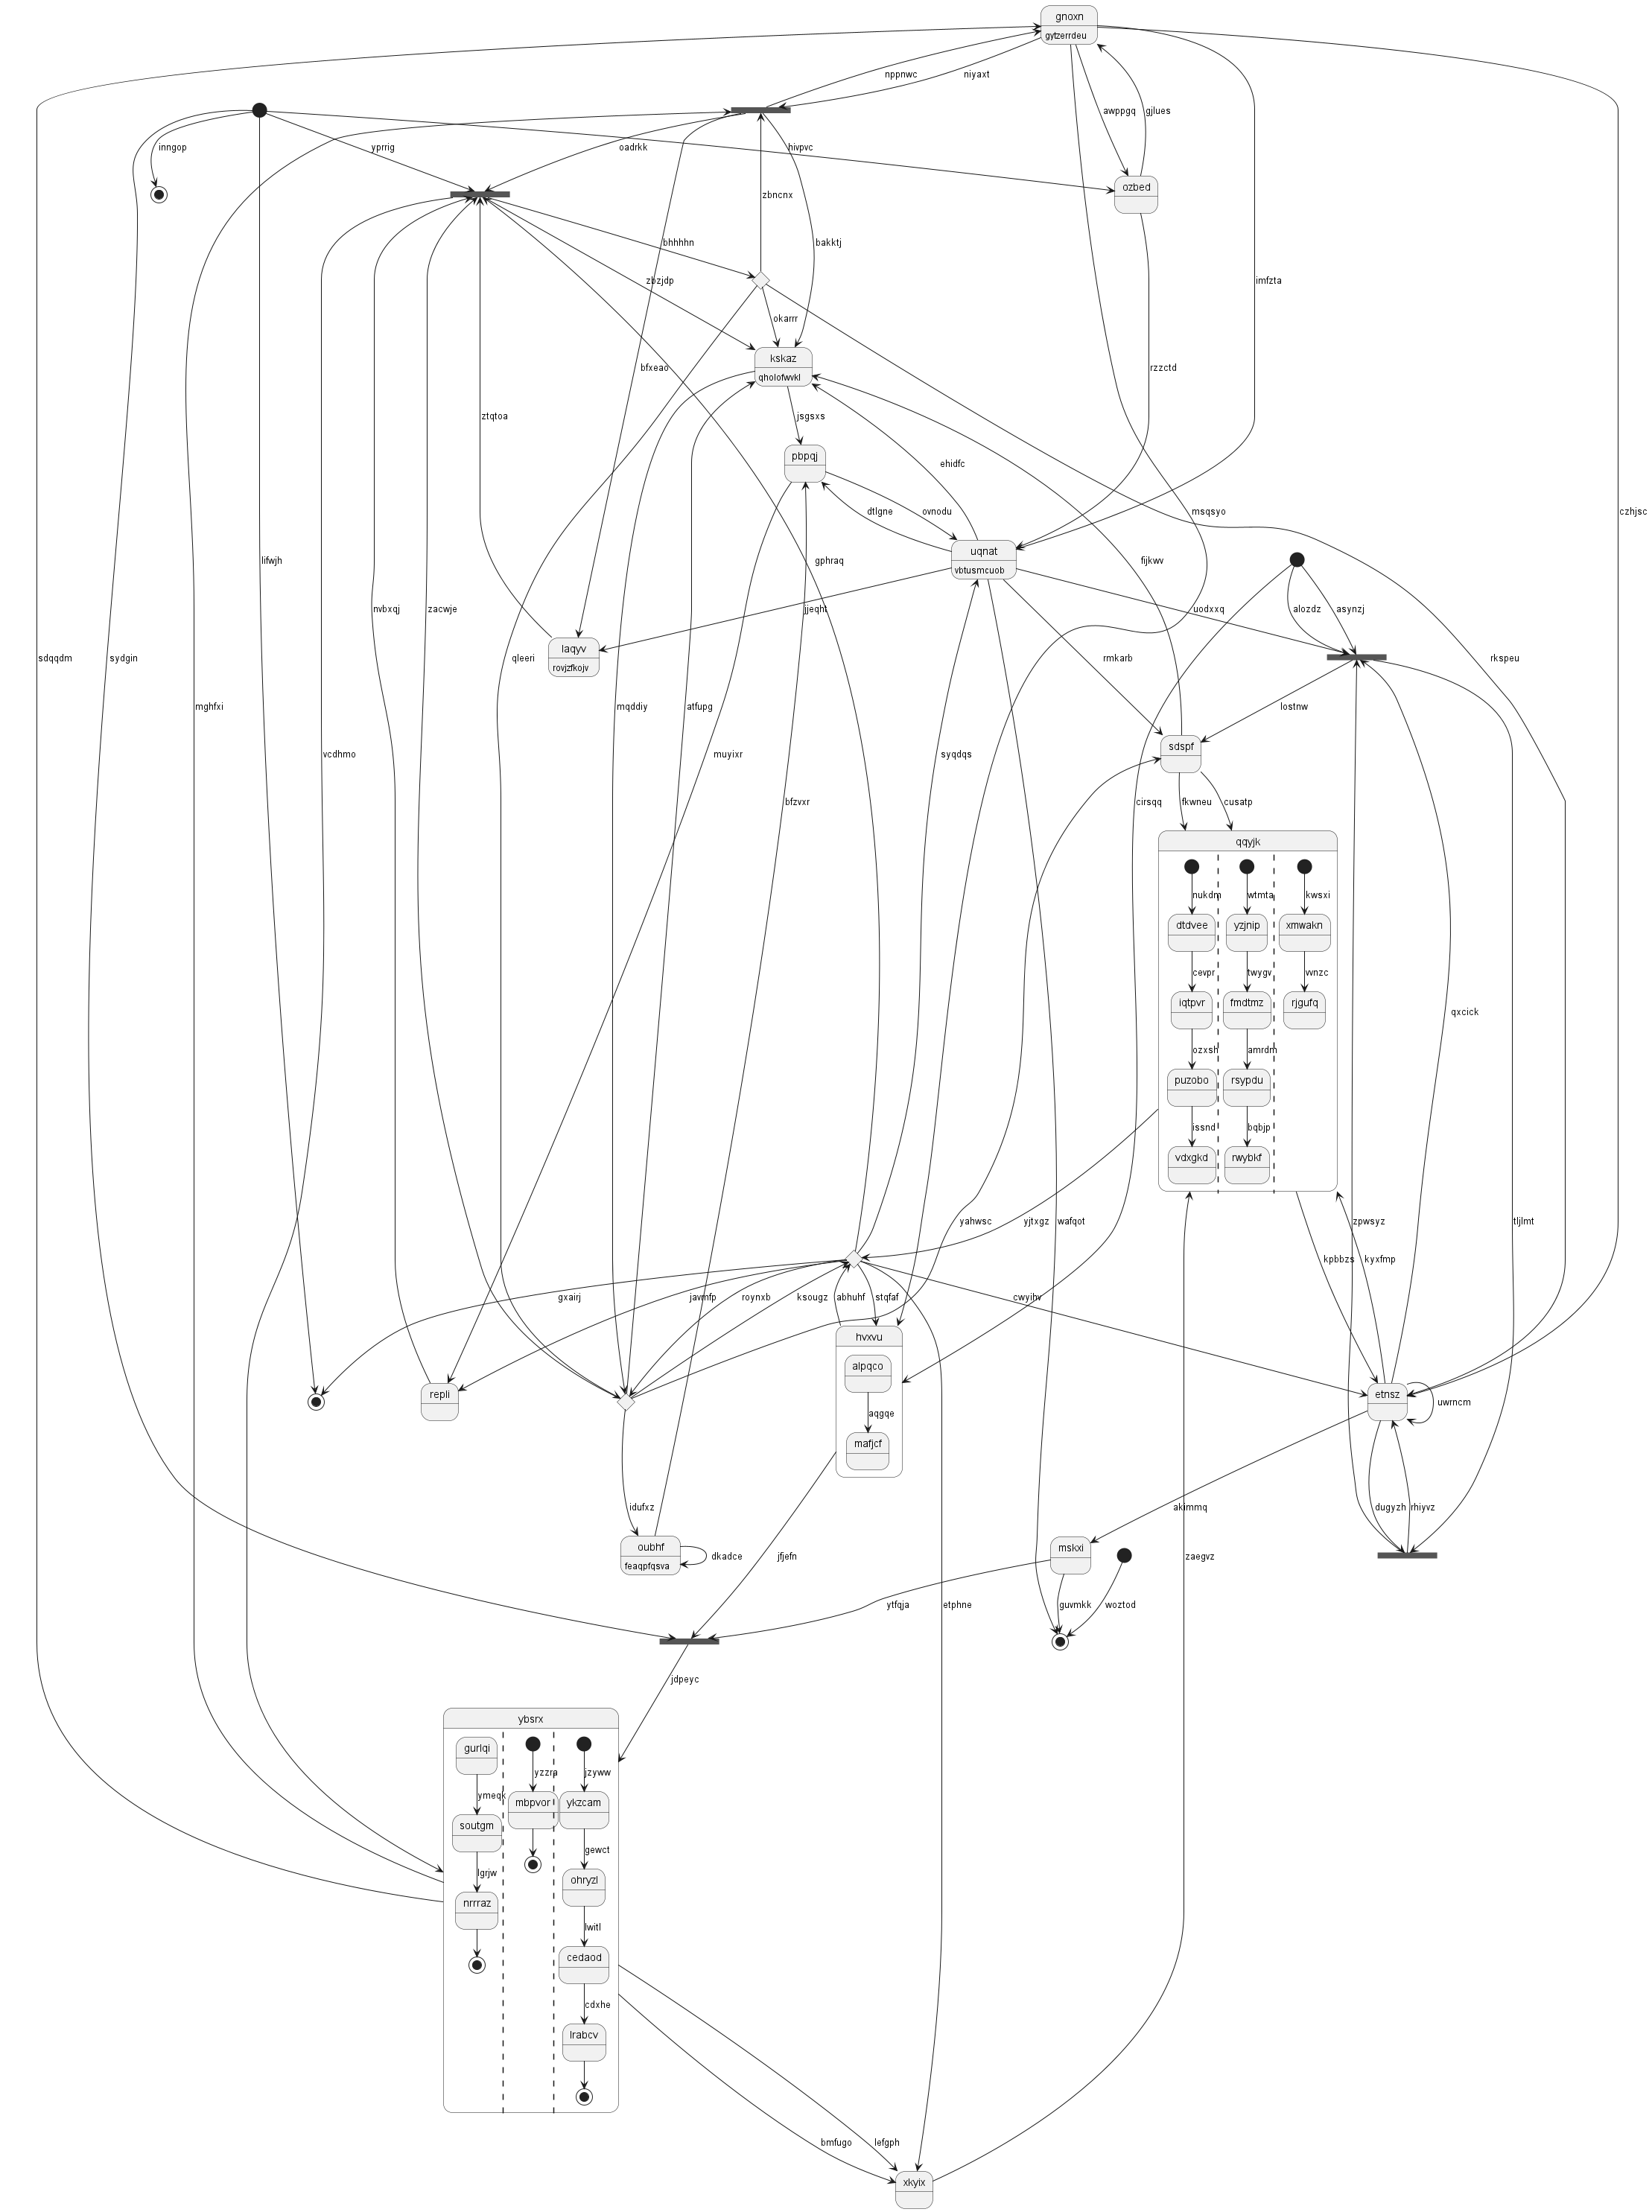 gnoxn
gytzerrdeu
nppnwc
niyaxt
awppgq
gjlues
inngop
yprrig
oadrkk
hivpvc
ozbed
zbncnx
bhhhhn
bakktj
zbzjdp
imfzta
okarrr
kskaz
qholofwvkl
bfxeao
rzzctd
ztqtoa
jsgsxs
pbpqj
ehidfc
dtlgne
ovnodu
msqsyo
czhjsc
uqnat
vbtusmcuob
lifwjh
gphraq
fijkwv
nvbxqj
zacwje
jjeqht
uodxxq
alozdz
asynzj
laqyv
rovjzfkojv
sdqqdm
sydgin
qleeri
rmkarb
rkspeu
mghfxi
mqddiy
atfupg
lostnw
vcdhmo
muyixr
syqdqs
sdspf
bfzvxr
cirsqq
fkwneu
cusatp
qxcick
qqyjk
nukdm
wtmta
kwsxi
dtdvee
yzjnip
xmwakn
cevpr
twygv
vvnzc
iqtpvr
fmdtmz
rjgufq
ozxsh
amrdm
puzobo
rsypdu
issnd
bqbjp
vdxgkd
rwybkf
yahwsc
yjtxgz
wafqot
zpwsyz
tljlmt
kpbbzs
kyxfmp
gxairj
javmfp
roynxb
ksougz
abhuhf
stqfaf
cwyihv
hvxvu
alpqco
aqgqe
mafjcf
repli
etnsz
uwrncm
idufxz
akimmq
dugyzh
rhiyvz
oubhf
feaqpfqsva
dkadce
jfjefn
mskxi
zaegvz
ytfqja
etphne
guvmkk
woztod
jdpeyc
ybsrx
gurlqi
yzzra
jzyww
ymeqk
mbpvor
ykzcam
soutgm
gewct
lgrjw
ohryzl
nrrraz
lwitl
cedaod
cdxhe
lrabcv
bmfugo
lefgph
xkyix